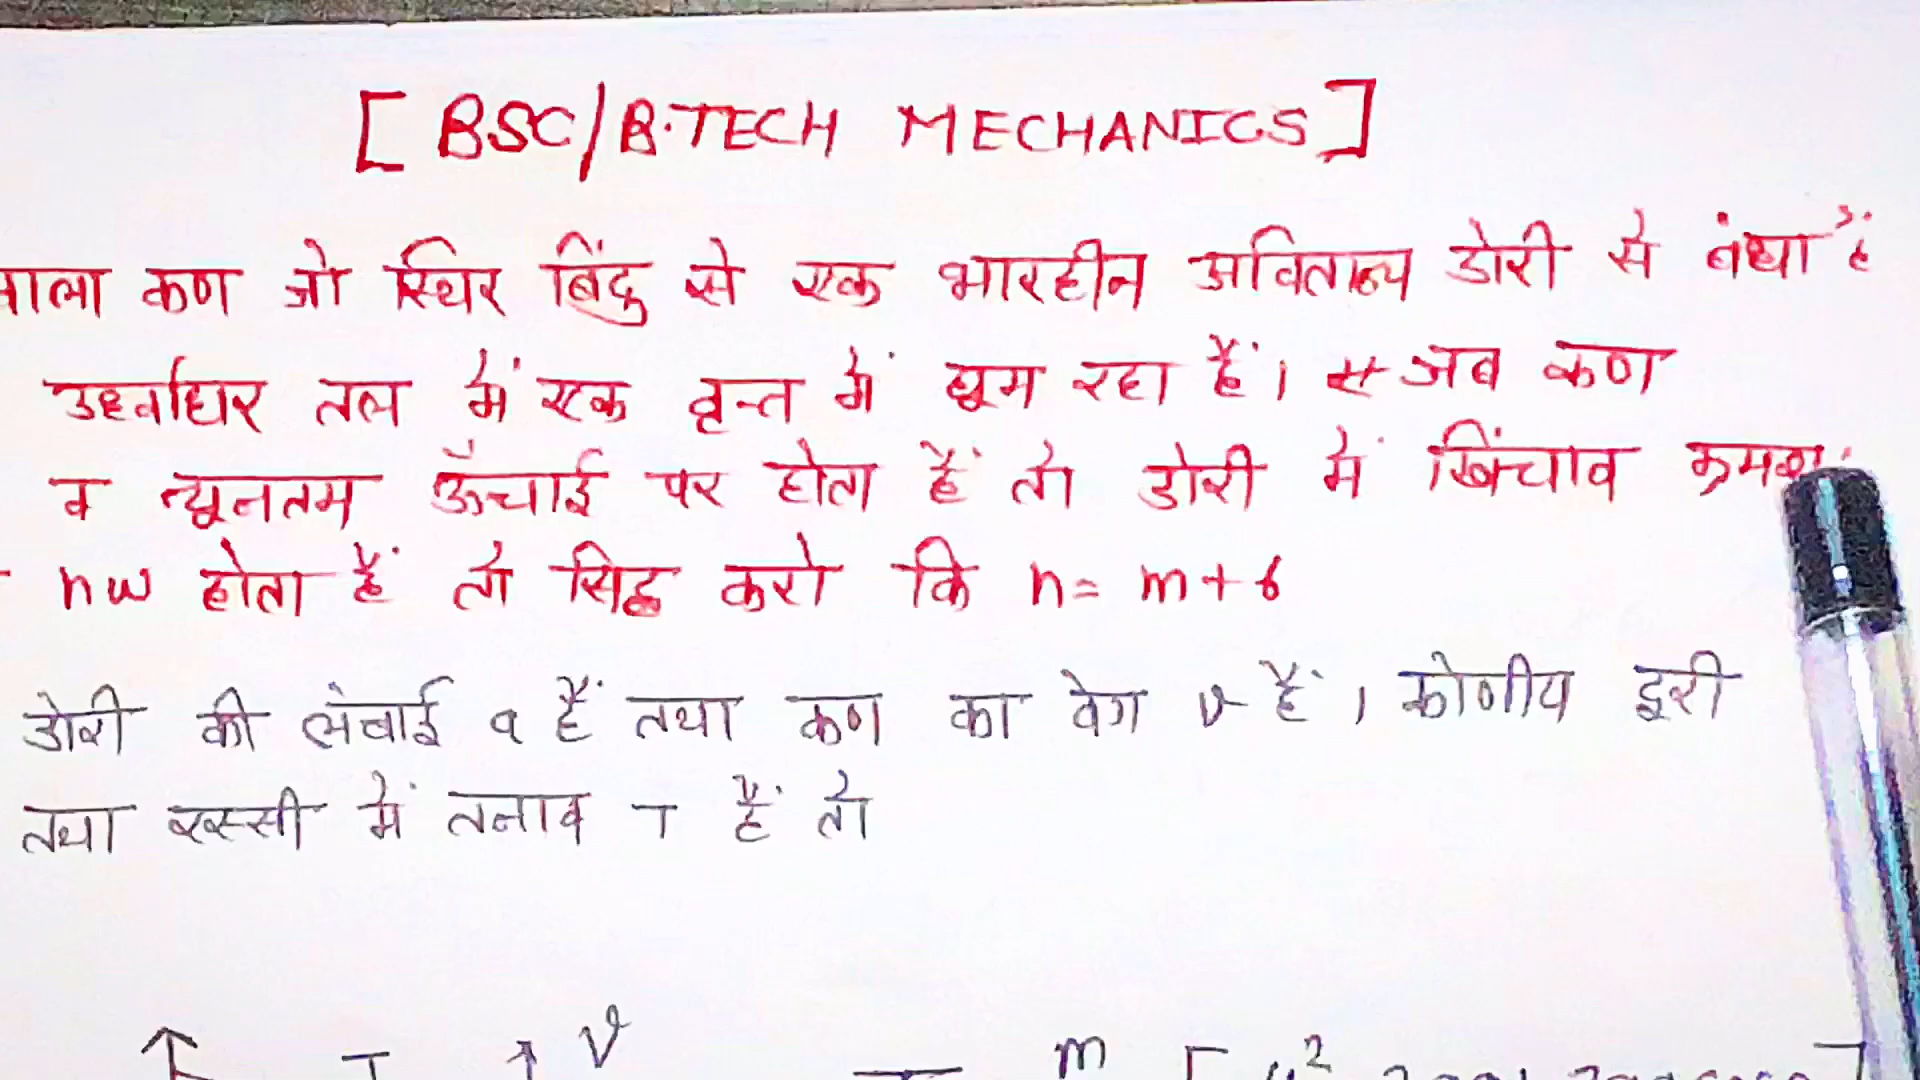 [BSC/B.TECH MECHANICS]
वाला कण जो स्थिर बिंदु से एक भारहीन अवितान्य डोरी से बंधा है
उर्ध्वाधर तल में एक वृत्त में घूम रहा हैं। जब कण
व न्यूनतम ऊँचाई पर होता हैं तो डोरी में खिंचाव क्रमशः
nw होता हैं तो सिद्ध करो कि n = m + 6
डोरी की लंबाई a हैं तथा कण का वेग v हैं, कोणीय दूरी
तथा रस्सी में तनाव T हैं तो
T v m [ u²